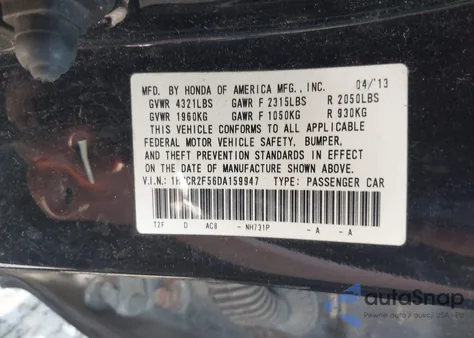 MFD. BY HONDA OF AMERICA MFG., INC. 04/'13
GVWR 4321LBS GAWR F 2315LBS R 2050LBS
GVWR 1960KG GAWR F 1050KG R 930KG
THIS VEHICLE CONFORMS TO ALL APPLICABLE
FEDERAL MOTOR VEHICLE SAFETY, BUMPER,
AND THEFT PREVENTION STANDARDS IN EFFECT
ON THE DATE OF MANUFACTURE SHOWN ABOVE.
V.I.N.: 1HGCR2F56DA159947 TYPE: PASSENGER CAR
T2F D AC8 - NH731P - A - A
autoSnap